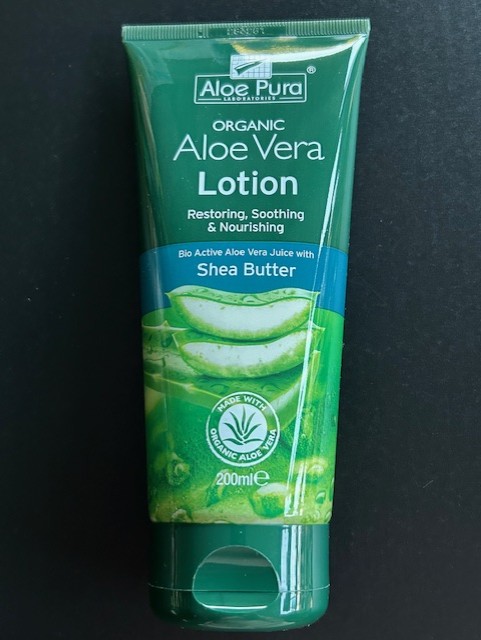 Aloe Pura®
LABORATORIES
ORGANIC
Aloe Vera
Lotion
Restoring, Soothing
& Nourishing
Bio Active Aloe Vera Juice with
Shea Butter
MADE WITH
ORGANIC ALOE VERA
200ml℮